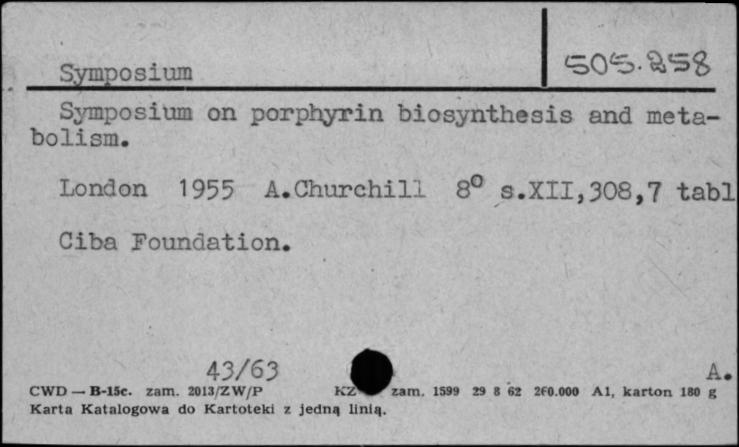 Symposium 505.258
Symposium on porphyrin biosynthesis and meta-
bolism.
London 1955 A.Churchill 8° s.XII,308,7 tabl
Ciba Foundation.
43/63 A.
CWD — B-15c. zam. 2013/ZW/P KZ zam. 1599 29 8 62 260.000 A1, karton 180 g
Karta Katalogowa do Kartoteki z jedną linią.